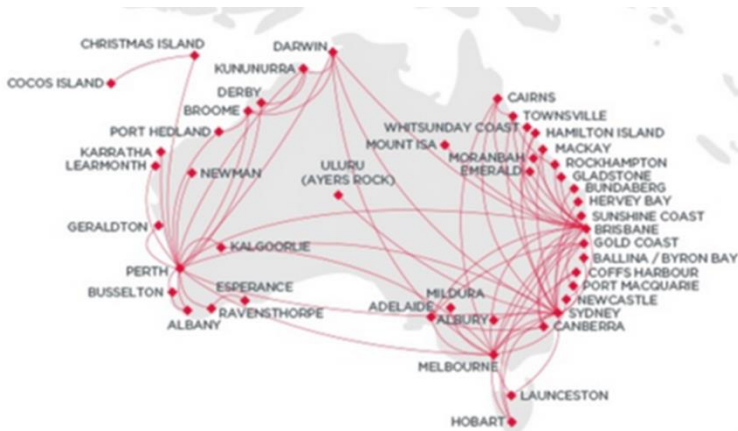 CHRISTMAS ISLAND
DARWIN
COCOS ISLAND
KUNUNURRA
DERBY
BROOME
CAIRNS
TOWNSVILLE
PORT HEDLAND
WHITSUNDAY COAST
HAMILTON ISLAND
MOUNT ISA
MACKAY
KARRATHA
MORANBAH
ROCKHAMPTON
LEARMONTH
NEWMAN
ULURU
(AYERS ROCK)
EMERALD
GLADSTONE
BUNDABERG
HERVEY BAY
SUNSHINE COAST
GERALDTON
BRISBANE
KALGOORLIE
GOLD COAST
BALLINA / BYRON BAY
PERTH
COFFS HARBOUR
BUSSELTON
ESPERANCE
MILDURA
PORT MACQUARIE
ADELAIDE
NEWCASTLE
ALBANY
RAVENSTHORPE
ALBURY
SYDNEY
CANBERRA
MELBOURNE
LAUNCESTON
HOBART